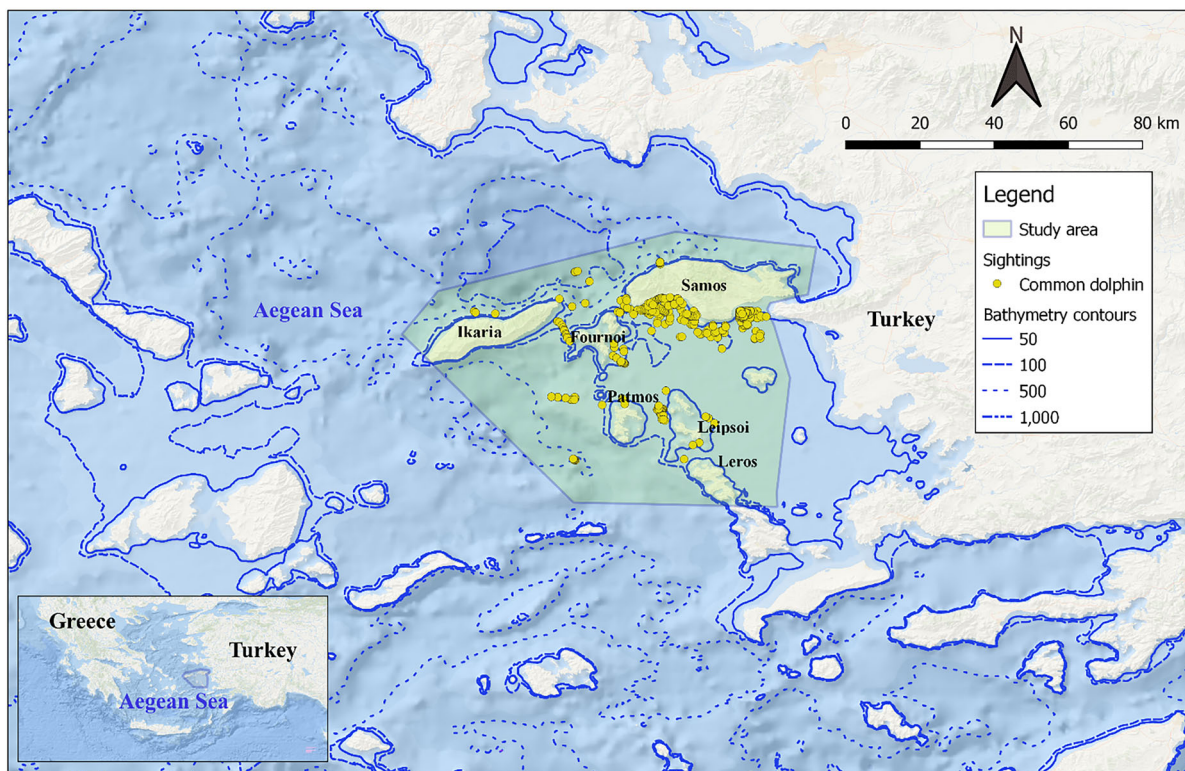 N
0 20 40 60 80 km
Legend
Study area
Sightings
Common dolphin
Bathymetry contours
50
100
500
1,000
Aegean Sea
Samos
Ikaria
Fournoi
Turkey
Patmos
Leipsoi
Leros
Greece
Turkey
Aegean Sea